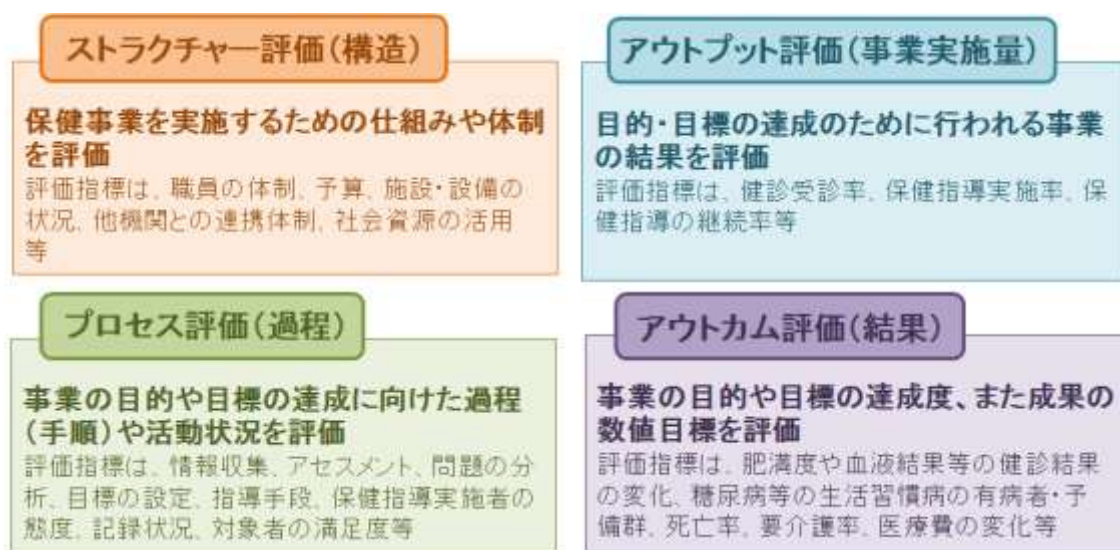 ストラクチャー評価(構造)
保健事業を実施するための仕組みや体制
を評価
評価指標は、職員の体制、予算、施設・設備の
状況、他機関との連携体制、社会資源の活用
等
アウトプット評価(事業実施量)
目的・目標の達成のために行われる事業
の結果を評価
評価指標は、健診受診率、保健指導実施率、保
健指導の継続率等
プロセス評価(過程)
事業の目的や目標の達成に向けた過程
(手順)や活動状況を評価
評価指標は、情報収集、アセスメント、問題の分
析、目標の設定、指導手段、保健指導実施者の
態度、記録状況、対象者の満足度等
アウトカム評価(結果)
事業の目的や目標の達成度、また成果の
数値目標を評価
評価指標は、肥満度や血液結果等の健診結果
の変化、糖尿病等の生活習慣病の有病者・予
備群、死亡率、要介護率、医療費の変化等